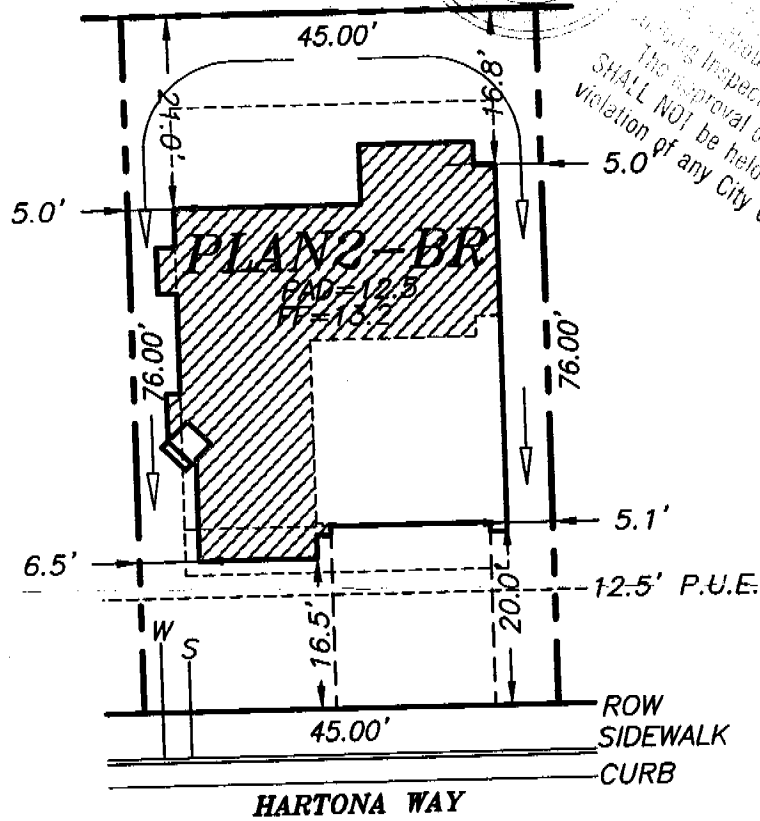 45.00'
21.0'
16.8'
Inspec
The approval o
SHALL NOT be held
violation of any City o
5.0'
5.0'
PLAN2-BR
PAD=12.5
FF=13.2
76.00'
76.00'
5.1'
6.5'
12.5' P.U.E.
W
S
16.5'
20.0'
ROW
45.00'
SIDEWALK
CURB
HARTONA WAY